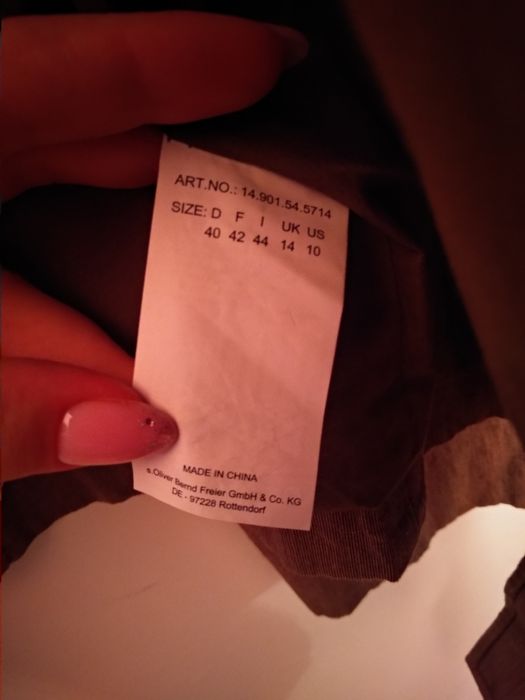 ART.NO.: 14.901.54.5714
SIZE: D F I UK US
40 42 44 14 10
MADE IN CHINA
s.Oliver Bernd Freier GmbH & Co. KG
DE - 97228 Rottendorf